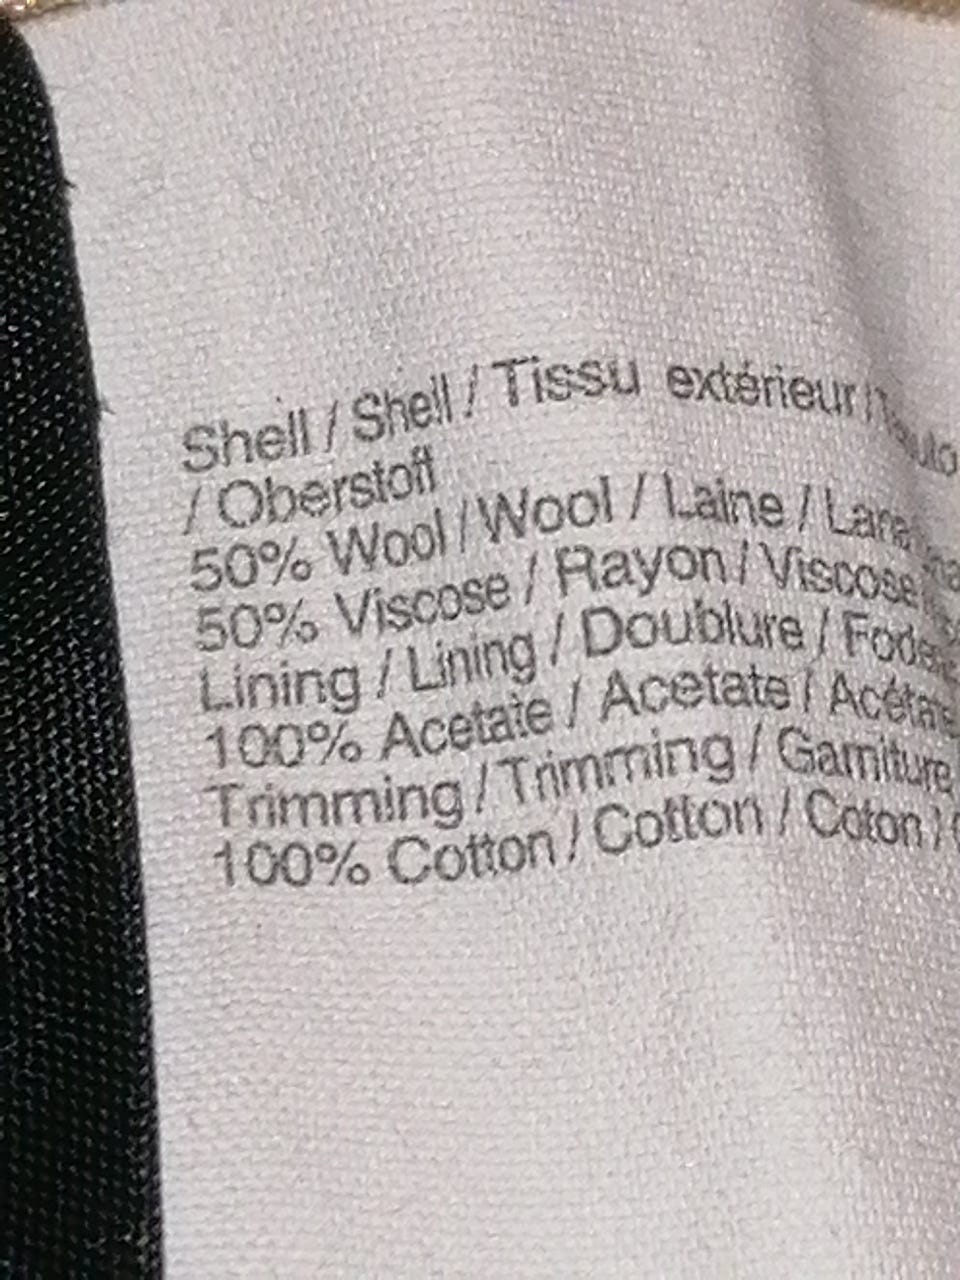 Shell / Shell / Tissu extérieur /
/ Oberstoff
50% Wool / Wool / Laine / Lana
50% Viscose / Rayon / Viscose
Lining / Lining / Doublure /
100% Acetate / Acetate /
Trimming / Trimming / Garniture
100% Cotton / Cotton / Coton /